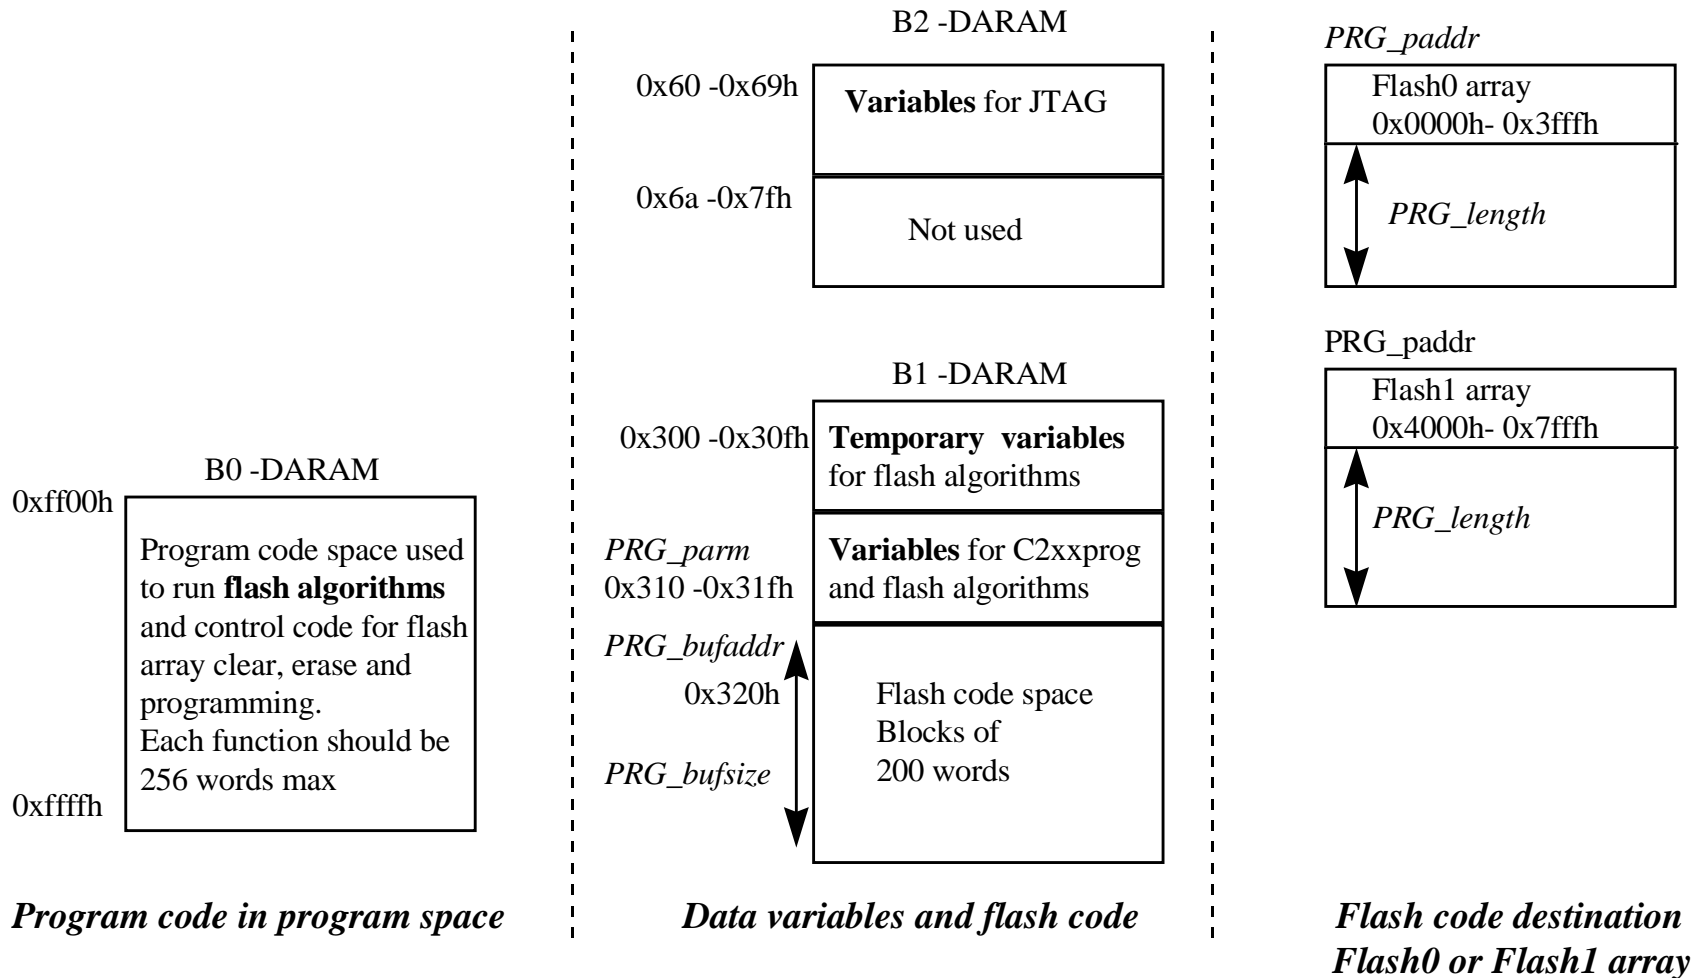 B0 -DARAM
0xff00h
Program code space used
to run flash algorithms
and control code for flash
array clear, erase and
programming.
Each function should be
256 words max
0xffffh
Program code in program space
B2 -DARAM
0x60 -0x69h
Variables for JTAG
0x6a -0x7fh
Not used
B1 -DARAM
0x300 -0x30fh
Temporary variables
for flash algorithms
PRG_parm
0x310 -0x31fh
Variables for C2xxprog
and flash algorithms
PRG_bufaddr
0x320h
PRG_bufsize
Flash code space
Blocks of
200 words
Data variables and flash code
PRG_paddr
Flash0 array
0x0000h- 0x3fffh
PRG_length
PRG_paddr
Flash1 array
0x4000h- 0x7fffh
PRG_length
Flash code destination
Flash0 or Flash1 array